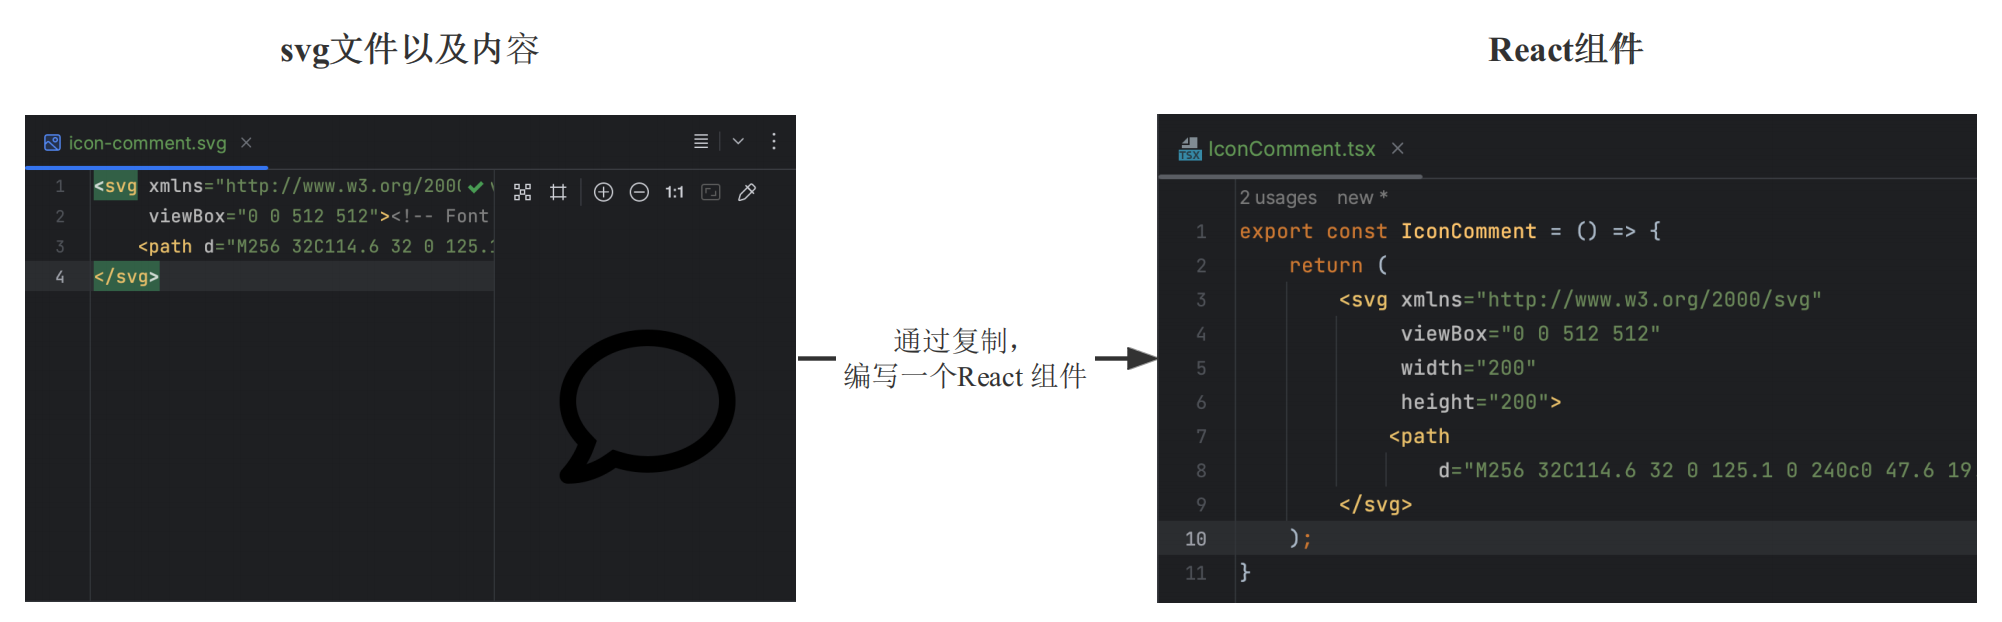 svg文件以及内容
React组件
icon-comment.svg
1 <svg xmlns="http://www.w3.org/200
2 viewBox="0 0 512 512"><!-- Font
3 <path d="M256 32C114.6 32 0 125.1
4 </svg>
1:1
通过复制，
编写一个React 组件
TSX
IconComment.tsx
2 usages new *
1 export const IconComment = () => {
2 return (
3 <svg xmlns="http://www.w3.org/2000/svg"
4 viewBox="0 0 512 512"
5 width="200"
6 height="200">
7 <path
8 d="M256 32C114.6 32 0 125.1 0 240c0 47.6 19
9 </svg>
10 );
11 }